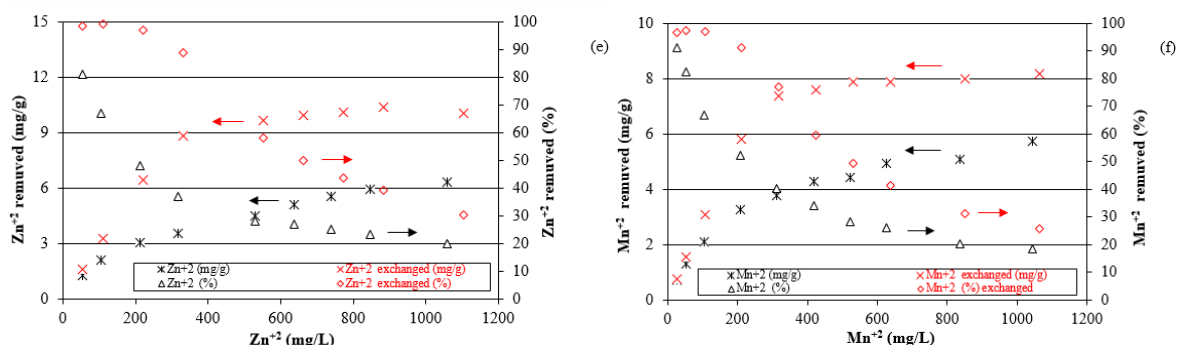 (e)
Zn⁺² remuved (mg/g)
15
12
9
6
3
0
100
90
80
70
60
50
40
30
20
10
0
Zn⁺² remuved (%)
Zn+2 (mg/g)
Zn+2 exchanged (mg/g)
Zn+2 (%)
Zn+2 exchanged (%)
0 200 400 600 800 1000 1200
Zn⁺² (mg/L)
(f)
Mn⁺² remuved (mg/g)
10
8
6
4
2
0
100
90
80
70
60
50
40
30
20
10
0
Mn⁺² remuved (%)
Mn+2 (mg/g)
Mn+2 exchanged (mg/g)
Mn+2 (%)
Mn+2 (%) exchanged
0 200 400 600 800 1000 1200
Mn⁺² (mg/L)